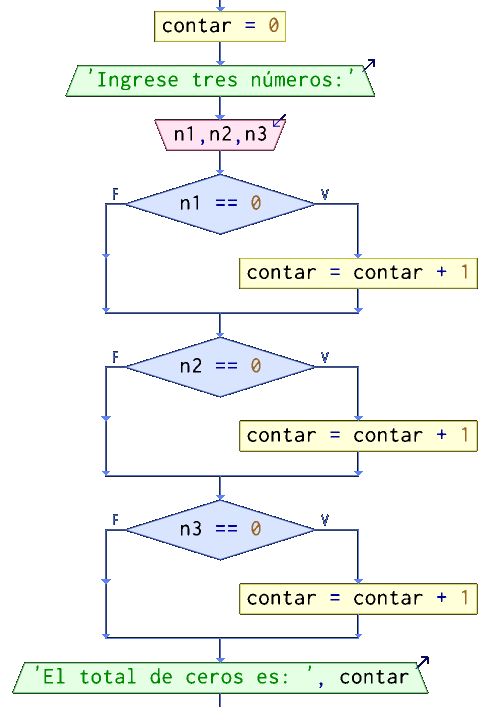 contar = 0
'Ingrese tres números:'
n1,n2,n3
F n1 == 0 V
contar = contar + 1
F n2 == 0 V
contar = contar + 1
F n3 == 0 V
contar = contar + 1
'El total de ceros es: ', contar